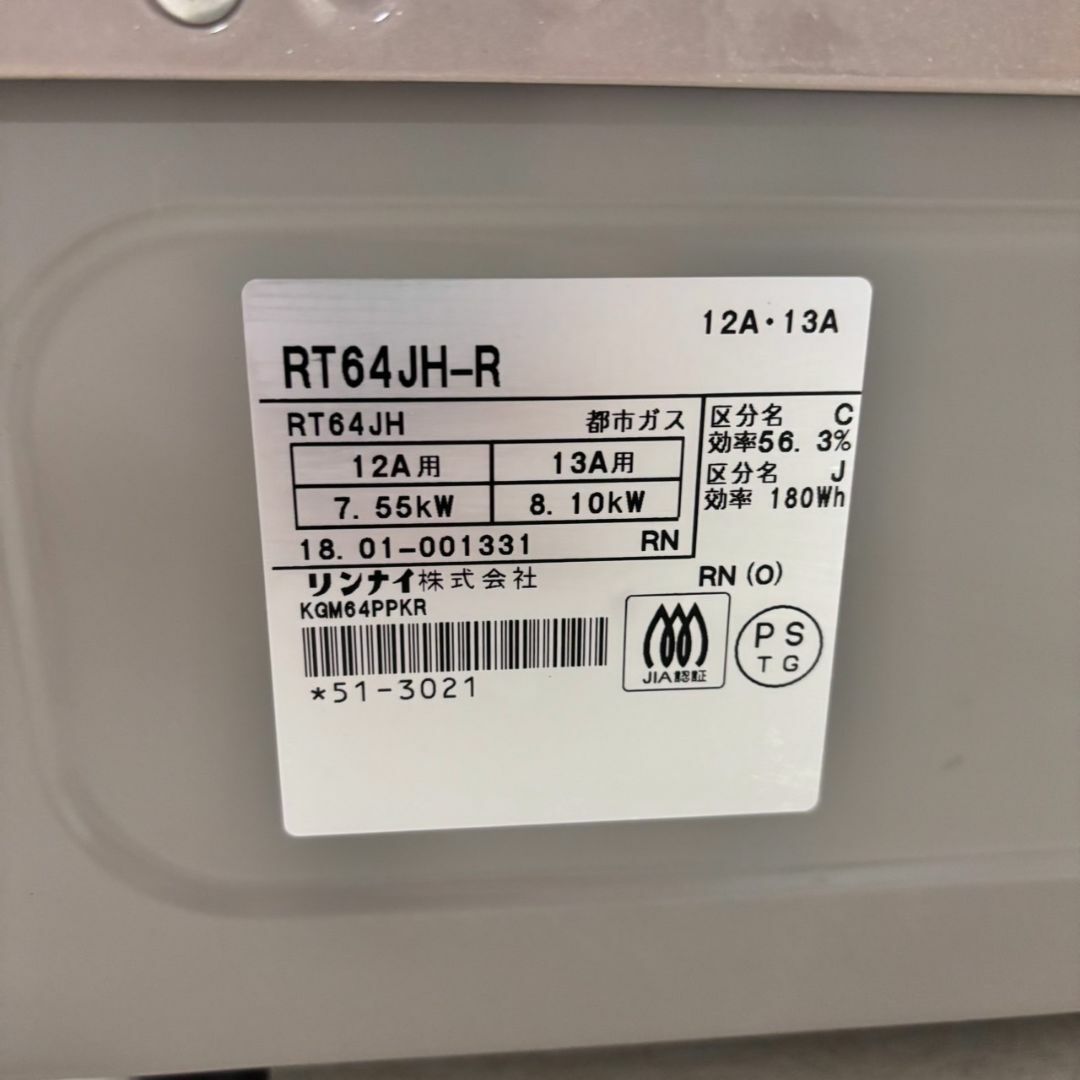 12A・13A
RT64JH-R
RT64JH 都市ガス
12A用 13A用
7.55kW 8.10kW
18.01-001331 RN
区分名 C
効率56.3%
区分名 J
効率 180Wh
リンナイ株式会社
RN(O)
KGM64PPKR
*51-3021
JIA認証
PS
TG